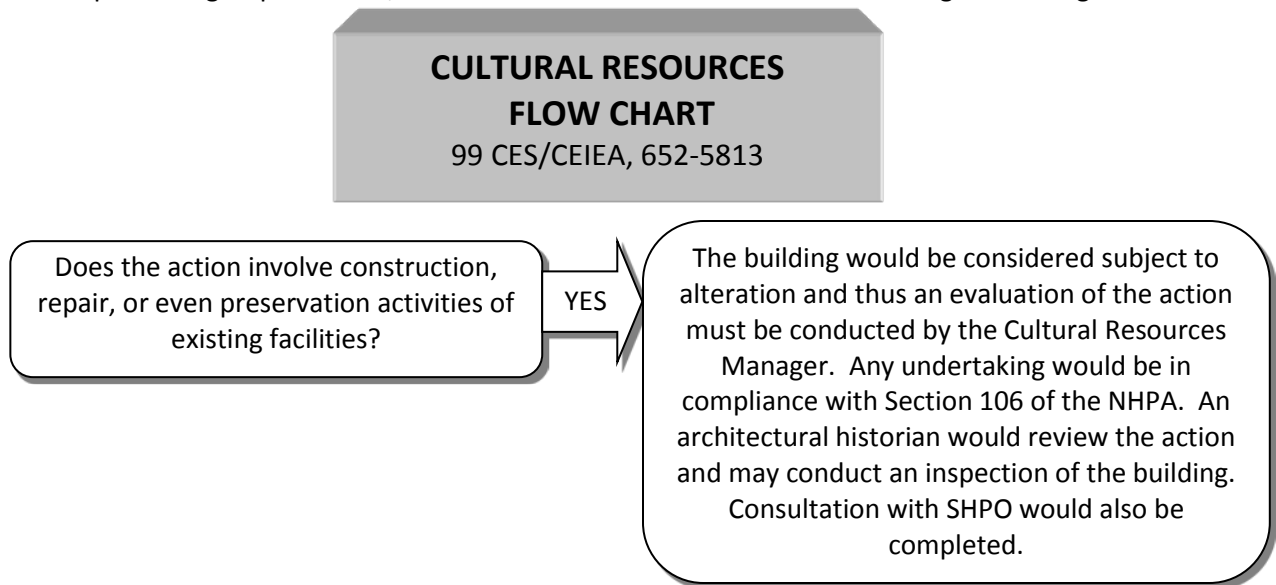 CULTURAL RESOURCES
FLOW CHART
99 CES/CEIEA, 652-5813
Does the action involve construction,
repair, or even preservation activities of
existing facilities?
YES
The building would be considered subject to
alteration and thus an evaluation of the action
must be conducted by the Cultural Resources
Manager.  Any undertaking would be in
compliance with Section 106 of the NHPA.  An
architectural historian would review the action
and may conduct an inspection of the building.
Consultation with SHPO would also be
completed.